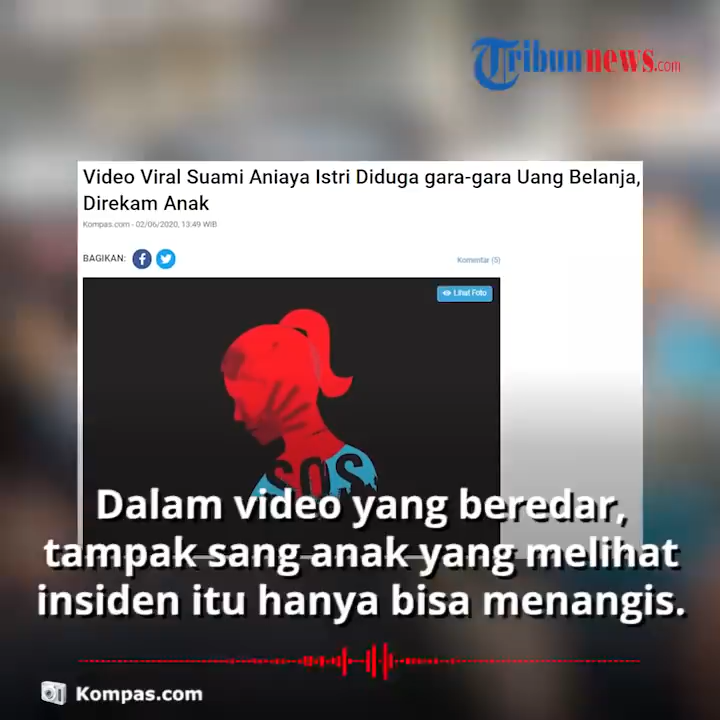 Tribunnews.com
Video Viral Suami Aniaya Istri Diduga gara-gara Uang Belanja,
Direkam Anak
Kompas.com - 02/06/2020, 13:49 WIB
BAGIKAN:
Komentar (5)
Lihat Foto
SOS
Dalam video yang beredar,
tampak sang anak yang melihat
insiden itu hanya bisa menangis.
Kompas.com